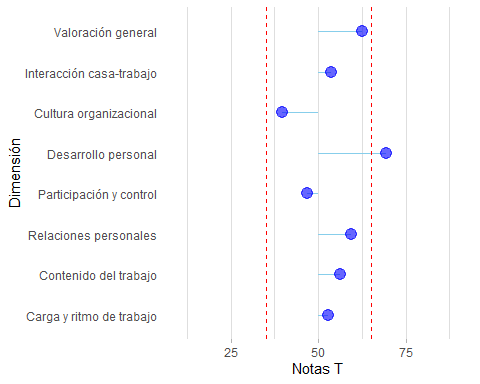 Valoración general
Interacción casa-trabajo
Cultura organizacional
Desarrollo personal
Participación y control
Relaciones personales
Contenido del trabajo
Carga y ritmo de trabajo
Dimensión
25 50 75
Notas T